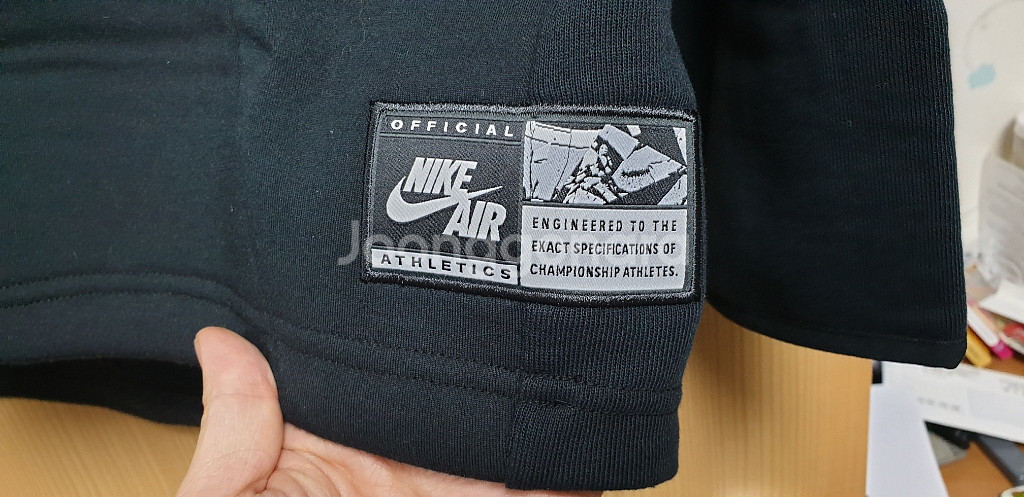 OFFICIAL
NIKE
AIR
ATHLETICS
ENGINEERED TO THE
EXACT SPECIFICATIONS OF
CHAMPIONSHIP ATHLETES.